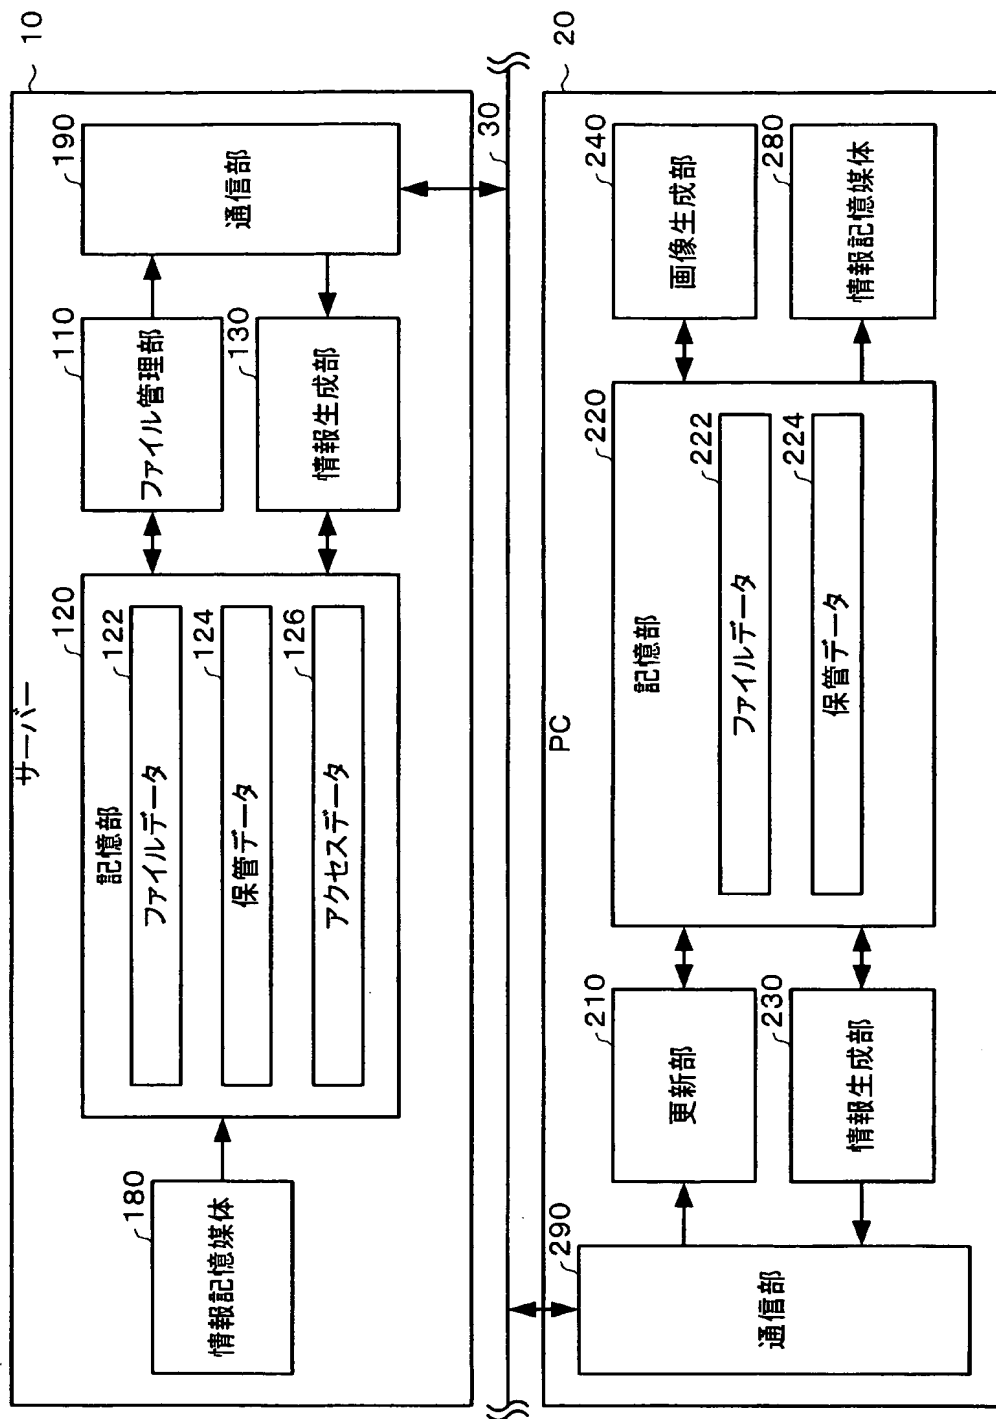 サーバー
10
情報記憶媒体
180
記憶部
120
ファイルデータ
122
保管データ
124
アクセスデータ
126
ファイル管理部
110
情報生成部
130
通信部
190
30
PC
20
通信部
290
更新部
210
情報生成部
230
記憶部
220
ファイルデータ
222
保管データ
224
画像生成部
240
情報記憶媒体
280